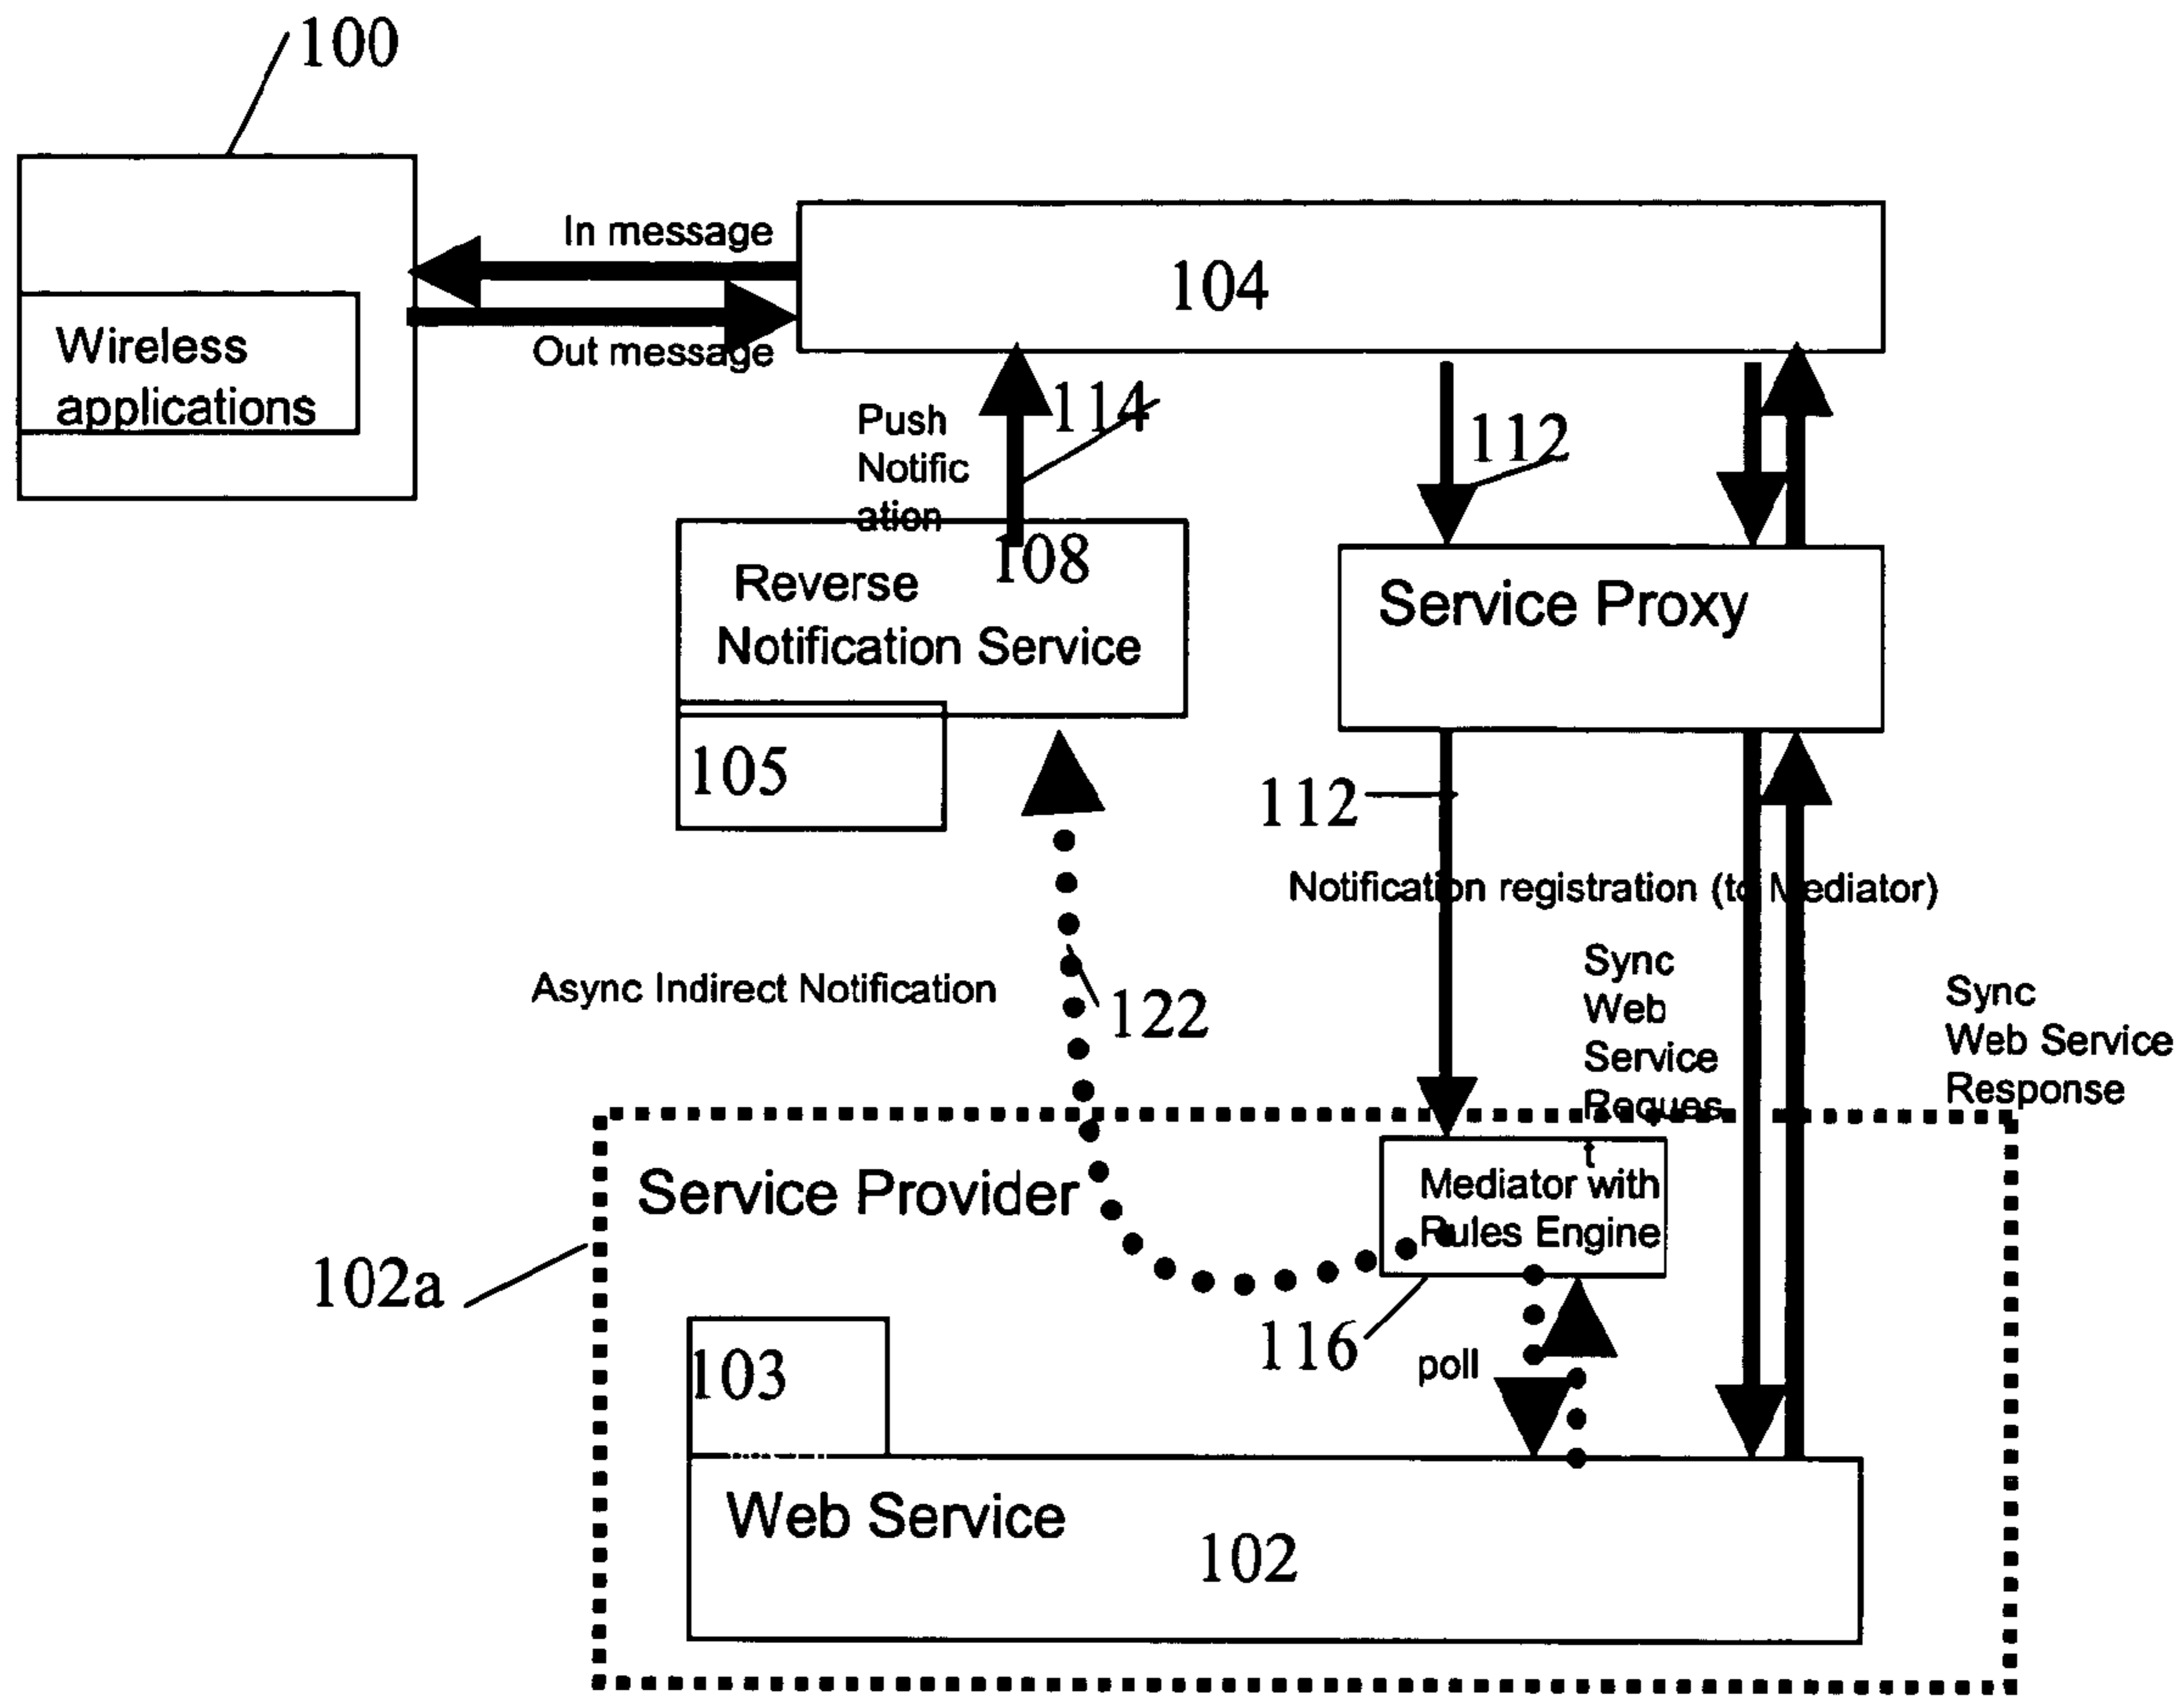 100
In message
104
Wireless
applications
Out message
114
112
Push
Notific
ation
108
Reverse
Notification Service
Service Proxy
105
112
Notification registration (to Mediator)
Async Indirect Notification
122
Sync
Web
Service
Reques
t
Sync
Web Service
Response
Service Provider
Mediator with
Rules Engine
102a
116
poll
103
Web Service
102